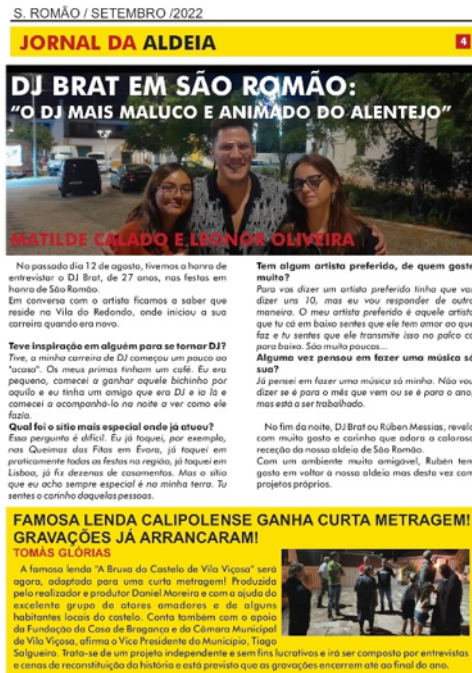 S. ROMÃO / SETEMBRO /2022
JORNAL DA ALDEIA
4
DJ BRAT EM SÃO ROMÃO:
“O DJ MAIS MALUCO E ANIMADO DO ALENTEJO”
MATILDE CALADO E LEONOR OLIVEIRA
No passado dia 12 de agosto, tivemos a honra de
entrevistar o DJ Brat, de 27 anos, nas festas em
honra de São Romão.
Em conversa com o artista ficamos a saber que
reside na Vila do Redondo, onde iniciou a sua
carreira quando era novo.
Teve inspiração em alguém para se tornar DJ?
Tive, a minha carreira de DJ começou um pouco ao
"acaso". Os meus primos tinham um café. Eu era
pequeno, comecei a ganhar aquele bichinho por
aquilo e eu tinha um amigo que era DJ e ia lá e
comecei a acompanhá-lo na noite a ver como ele
fazia.
Qual foi o sítio mais especial onde já atuou?
Essa pergunta é difícil. Eu já toquei, por exemplo,
nas Queimas das Fitas em Évora, já toquei em
praticamente todas as festas na região, já toquei em
Lisboa, já fiz dezenas de casamentos. Mas o sítio
que eu acho sempre especial é na minha terra. Tu
sentes o carinho daquelas pessoas.
Tem algum artista preferido, de quem goste
muito?
Para vos dizer um artista preferido tinha que vos
dizer uns 10, mas eu vou responder de outra
maneira. O meu artista preferido é aquele artista
que tu cá em baixo sentes que ele tem amor ao que
faz e tu sentes que ele transmite isso no palco cá
para baixo. São muito poucos...
Alguma vez pensou em fazer uma música só
sua?
Já pensei em fazer uma música só minha. Não vou
dizer se é para o mês que vem ou se é para o ano,
mas está a ser trabalhado.
No fim da noite, DJ Brat ou Rúben Messias, revela
com muito gosto e carinho que adora a calorosa
receção da nossa aldeia de São Romão.
Com um ambiente muito amigável, Rubén tem
gosto em voltar á nossa aldeia mas desta vez com
projetos próprios.
FAMOSA LENDA CALIPOLENSE GANHA CURTA METRAGEM!
GRAVAÇÕES JÁ ARRANCARAM!
TOMÁS GLÓRIAS
A famosa lenda "A Bruxa do Castelo de Vila Viçosa" será
agora, adaptada para uma curta metragem! Produzida
pelo realizador e produtor Daniel Moreira e com a ajuda do
excelente grupo de atores amadores e de alguns
habitantes locais do castelo. Conta também com o apoio
da Fundação da Casa de Bragança e da Câmara Municipal
de Vila Viçosa, afirma o Vice Presidente do Município, Tiago
Salgueiro. Trata-se de um projeto independente e sem fins lucrativos e irá ser composto por entrevistas
e cenas de reconstituição da história e está previsto que as gravações encerrem até ao final do ano.